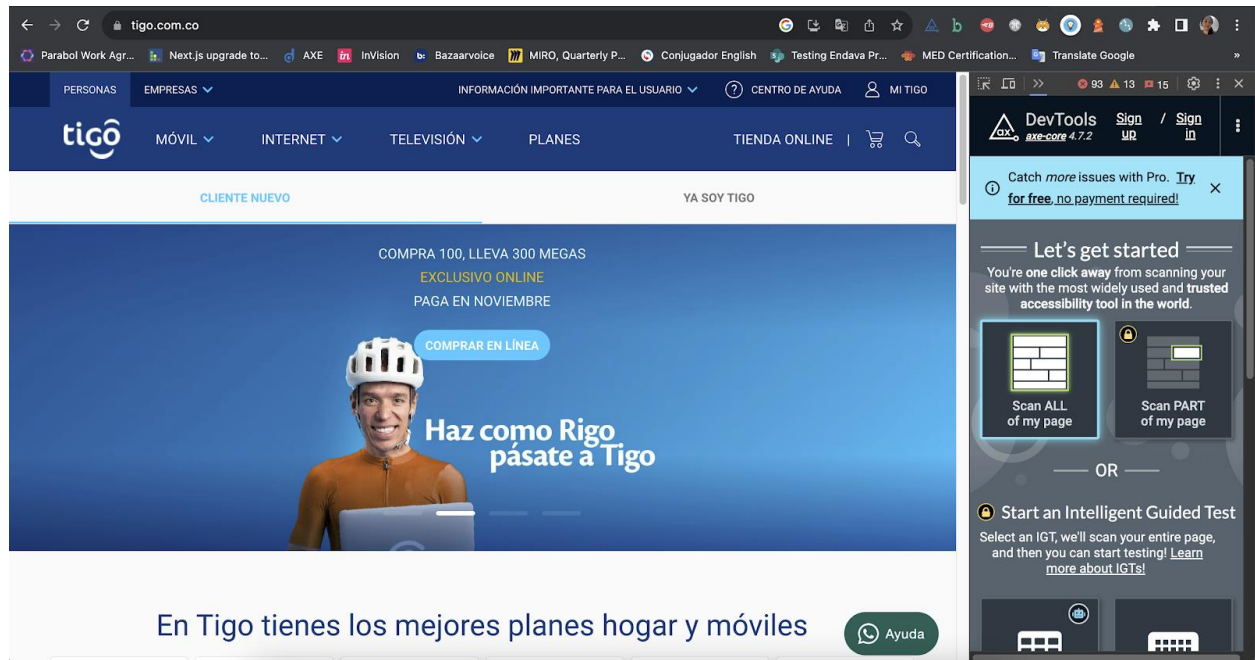 tigo.com.co
Parabol Work Agr...
Next.js upgrade to...
AXE
in
InVision
b:
Bazaarvoice
MIRO, Quarterly P...
Conjugador English
Testing Endava Pr...
MED Certification...
Translate Google
»
PERSONAS
EMPRESAS
INFORMACIÓN IMPORTANTE PARA EL USUARIO
? CENTRO DE AYUDA
MI TIGO
tigô
MÓVIL
INTERNET
TELEVISIÓN
PLANES
TIENDA ONLINE |
CLIENTE NUEVO
YA SOY TIGO
COMPRA 100, LLEVA 300 MEGAS
EXCLUSIVO ONLINE
PAGA EN NOVIEMBRE
COMPRAR EN LÍNEA
Haz como Rigo
pásate a Tigo
En Tigo tienes los mejores planes hogar y móviles
Ayuda
93
13
15
ax
DevTools
axe-core 4.7.2
Sign up / Sign in
Catch more issues with Pro. Try
for free, no payment required!
Let's get started
You're one click away from scanning your
site with the most widely used and trusted
accessibility tool in the world.
Scan ALL
of my page
Scan PART
of my page
OR
Start an Intelligent Guided Test
Select an IGT, we'll scan your entire page,
and then you can start testing! Learn
more about IGTs!